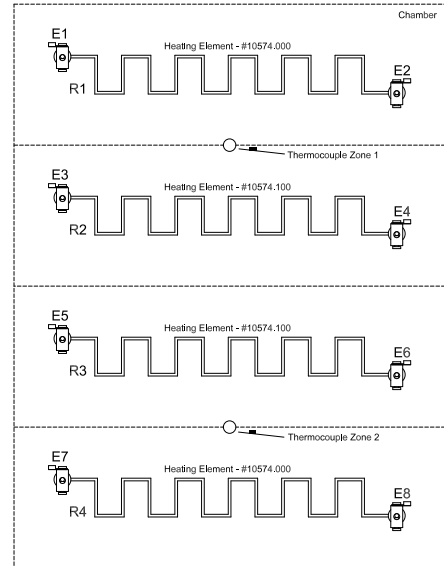 Chamber
E1
Heating Element - #10574.000
E2
R1
Thermocouple Zone 1
E3
Heating Element - #10574.100
E4
R2
E5
Heating Element - #10574.100
E6
R3
Thermocouple Zone 2
E7
Heating Element - #10574.000
E8
R4